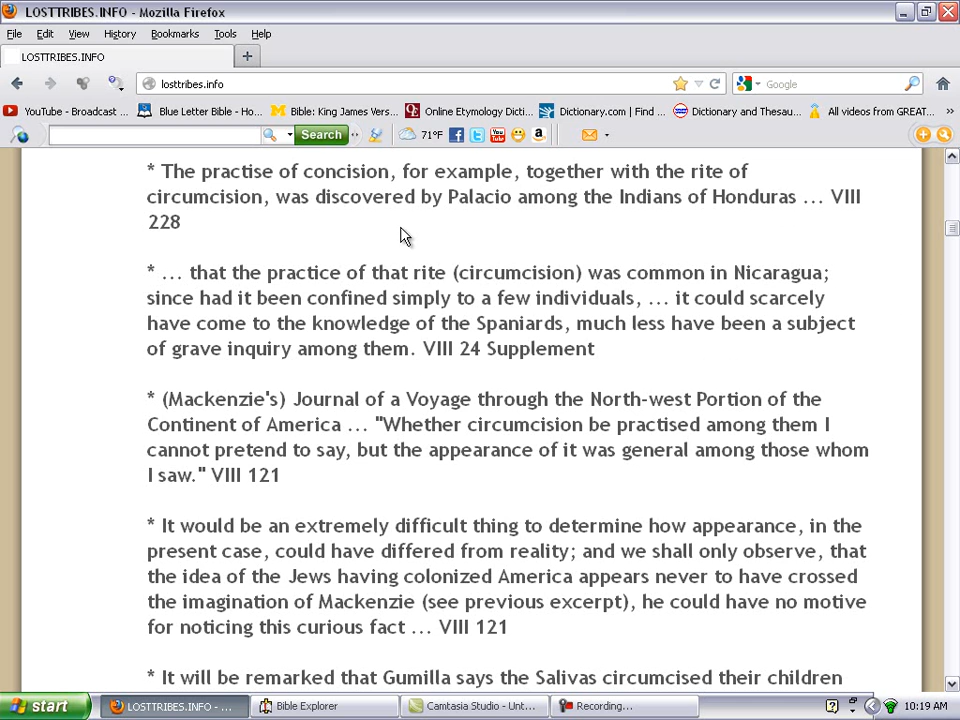 LOSTTRIBES.INFO - Mozilla Firefox
File Edit View History Bookmarks Tools Help
LOSTTRIBES.INFO
losttribes.info
Google
YouTube - Broadcast ... Blue Letter Bible - Ho... Bible: King James Vers... Online Etymology Dicti... Dictionary.com | Find ... Dictionary and Thesau... All videos from GREAT...
Search 71°F
* The practise of concision, for example, together with the rite of
circumcision, was discovered by Palacio among the Indians of Honduras ... VIII
228
* ... that the practice of that rite (circumcision) was common in Nicaragua;
since had it been confined simply to a few individuals, ... it could scarcely
have come to the knowledge of the Spaniards, much less have been a subject
of grave inquiry among them. VIII 24 Supplement
* (Mackenzie's) Journal of a Voyage through the North-west Portion of the
Continent of America ... "Whether circumcision be practised among them I
cannot pretend to say, but the appearance of it was general among those whom
I saw." VIII 121
* It would be an extremely difficult thing to determine how appearance, in the
present case, could have differed from reality; and we shall only observe, that
the idea of the Jews having colonized America appears never to have crossed
the imagination of Mackenzie (see previous excerpt), he could have no motive
for noticing this curious fact ... VIII 121
* It will be remarked that Gumilla says the Salivas circumcised their children
start LOSTTRIBES.INFO - ... Bible Explorer Camtasia Studio - Unt... Recording... 10:19 AM